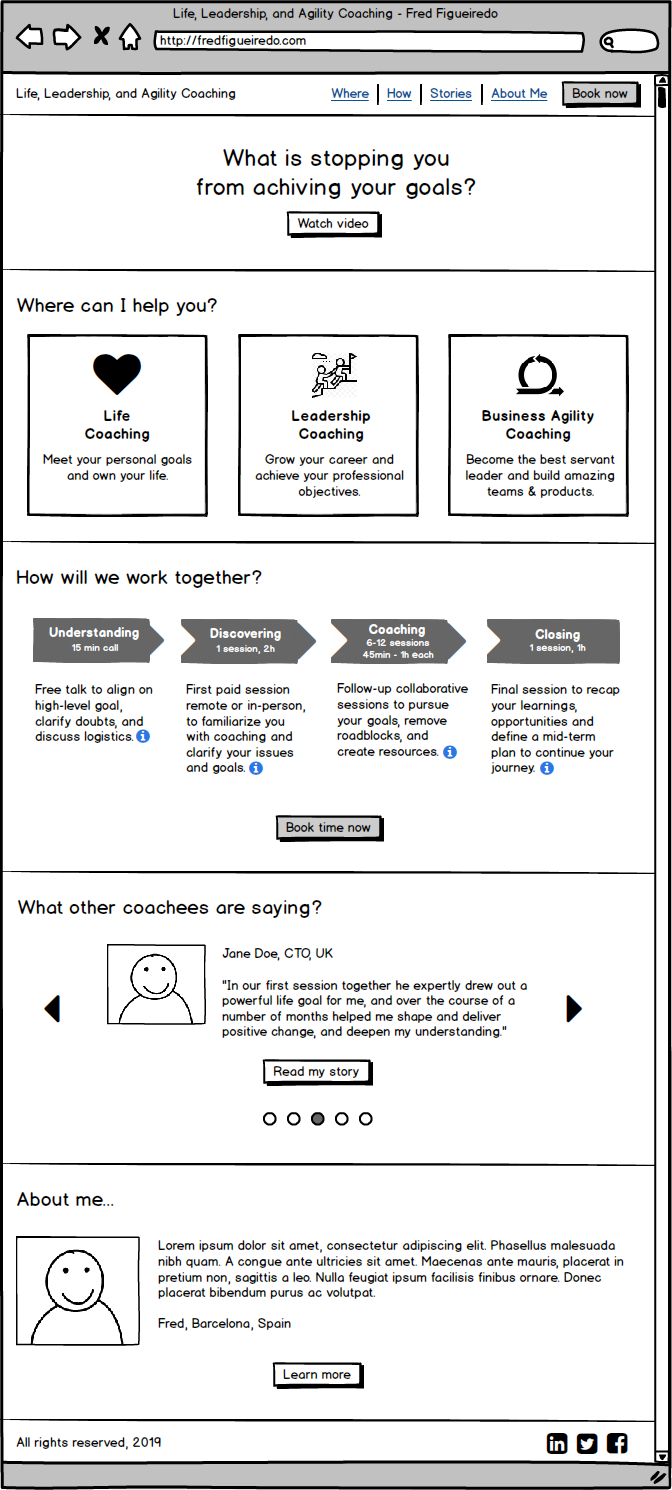 Life, Leadership, and Agility Coaching - Fred Figueiredo
http://fredfigueiredo.com
Life, Leadership, and Agility Coaching
Where
How
Stories
About Me
Book now
What is stopping you
from achiving your goals?
Watch video
Where can I help you?
Life
Coaching
Meet your personal goals
and own your life.
Leadership
Coaching
Grow your career and
achieve your professional
objectives.
Business Agility
Coaching
Become the best servant
leader and build amazing
teams & products.
How will we work together?
Understanding
15 min call
Free talk to align on
high-level goal,
clarify doubts, and
discuss logistics.
Discovering
1 session, 2h
First paid session
remote or in-person,
to familiarize you
with coaching and
clarify your issues
and goals.
Coaching
6-12 sessions
45min - 1h each
Follow-up collaborative
sessions to pursue
your goals, remove
roadblocks, and
create resources.
Closing
1 session, 1h
Final session to recap
your learnings,
opportunities and
define a mid-term
plan to continue your
journey.
Book time now
What other coachees are saying?
Jane Doe, CTO, UK
"In our first session together he expertly drew out a
powerful life goal for me, and over the course of a
number of months helped me shape and deliver
positive change, and deepen my understanding."
Read my story
About me...
Lorem ipsum dolor sit amet, consectetur adipiscing elit. Phasellus malesuada
nibh quam. A congue ante ultricies sit amet. Maecenas ante mauris, placerat in
pretium non, sagittis a leo. Nulla feugiat ipsum facilisis finibus ornare. Donec
placerat bibendum purus ac volutpat.
Fred, Barcelona, Spain
Learn more
All rights reserved, 2019